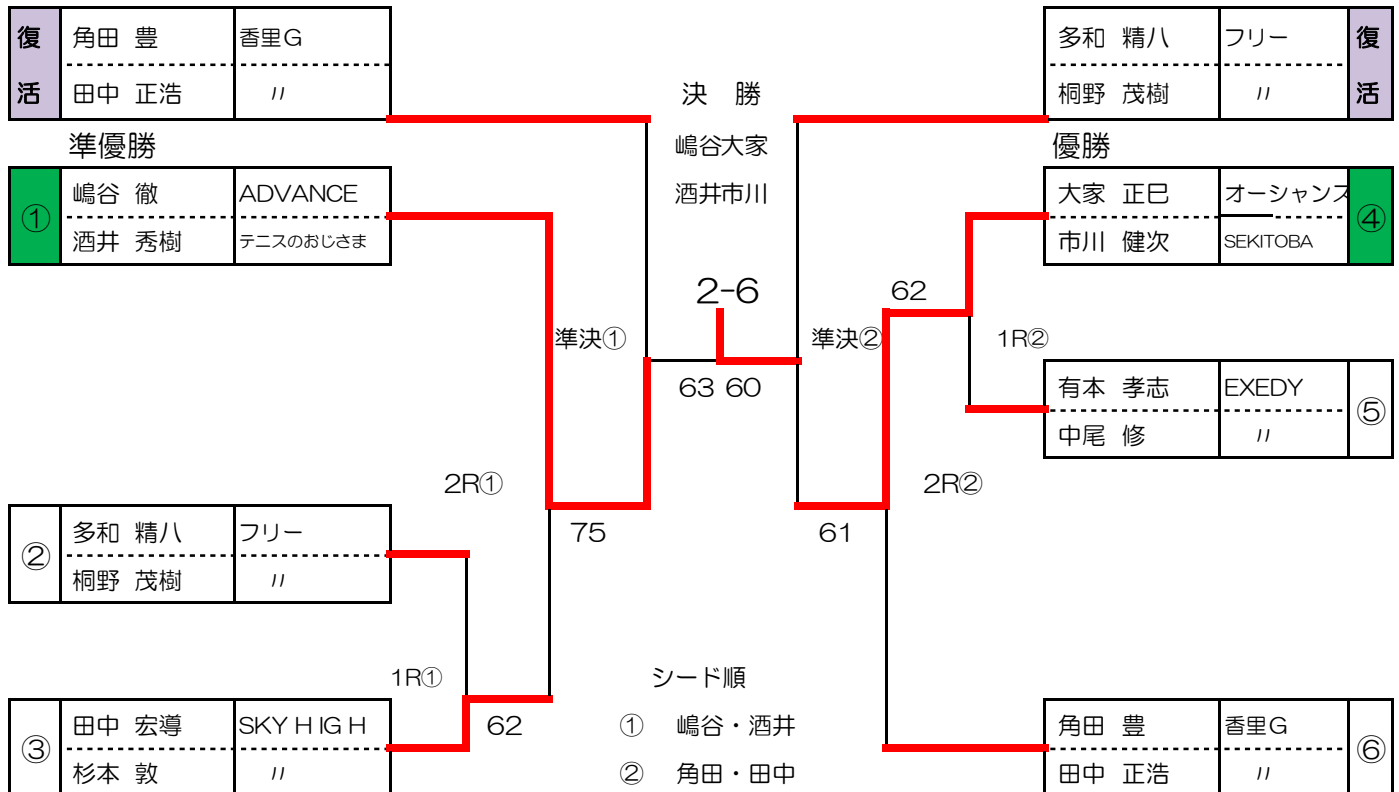 復活
角田 豊 香里G
田中 正浩 〃
準優勝
① 嶋谷 徹 ADVANCE
酒井 秀樹 テニスのおじさま
② 多和 精八 フリー
桐野 茂樹 〃
③ 田中 宏導 SKY HIGH
杉本 敦 〃
1R①
62
2R①
75
準決①
63
決 勝
嶋谷大家
酒井市川
2-6
60
準決②
61
2R②
62
1R②
シード順
① 嶋谷・酒井
② 角田・田中
多和 精八 フリー
桐野 茂樹 〃
復活
優勝
大家 正巳 オーシャンズ ④
市川 健次 SEKITOBA
有本 孝志 EXEDY ⑤
中尾 修 〃
角田 豊 香里G ⑥
田中 正浩 〃